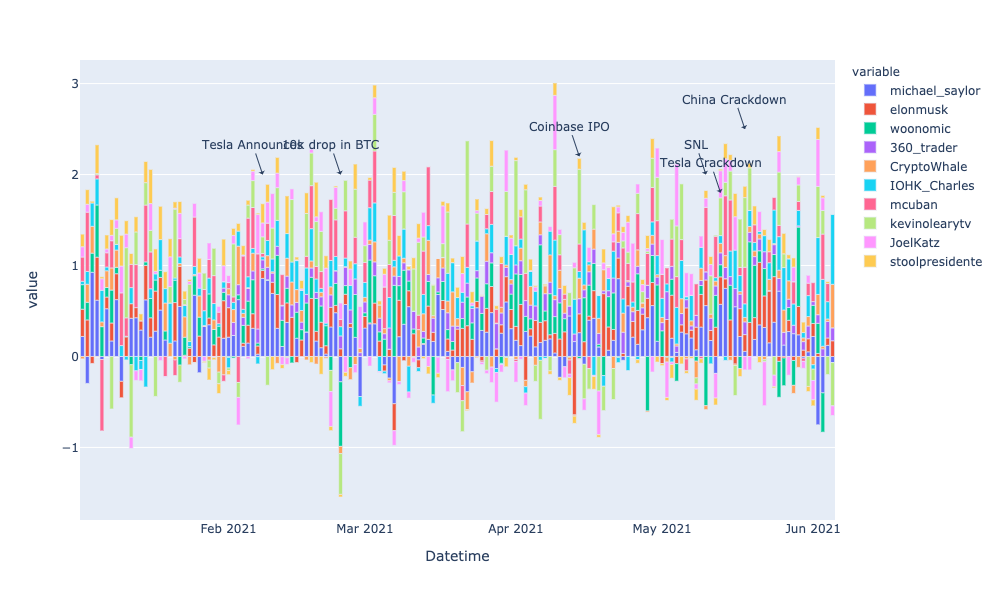 variable
michael_saylor
elonmusk
woonomic
360_trader
CryptoWhale
IOHK_Charles
mcuban
kevinolearytv
JoelKatz
stoolpresidente
China Crackdown
Coinbase IPO
Tesla Announces
10k drop in BTC
SNL
Tesla Crackdown
value
3
2
1
0
−1
Feb 2021
Mar 2021
Apr 2021
May 2021
Jun 2021
Datetime